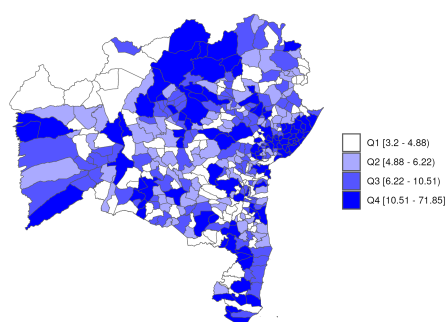 Q1 [3.2 - 4.88)
Q2 [4.88 - 6.22)
Q3 [6.22 - 10.51)
Q4 [10.51 - 71.85]